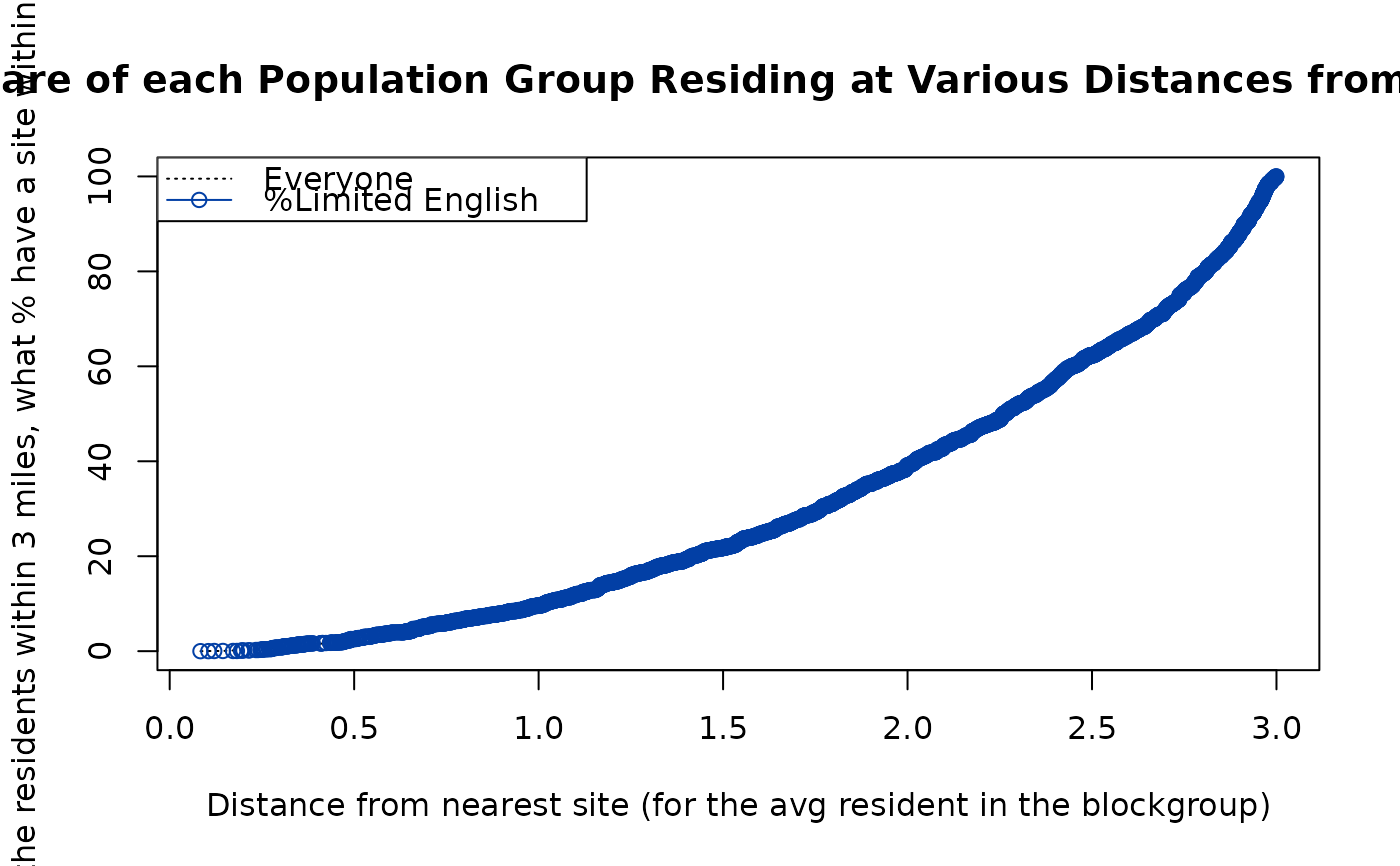 are of each Population Group Residing at Various Distances from
he residents within 3 miles, what % have a site within
Everyone
%Limited English
100
80
60
40
20
0
0.0 0.5 1.0 1.5 2.0 2.5 3.0
Distance from nearest site (for the avg resident in the blockgroup)